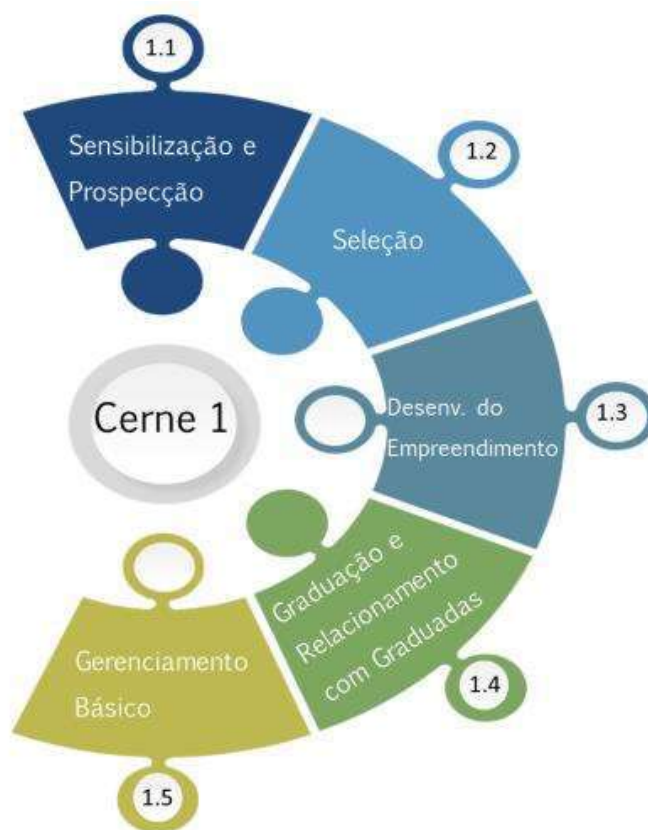 1.1
Sensibilização e
Prospecção
1.2
Seleção
Cerne 1
Desenv. do
Empreendimento
1.3
Graduação e
Relacionamento
com Graduadas
1.4
Gerenciamento
Básico
1.5